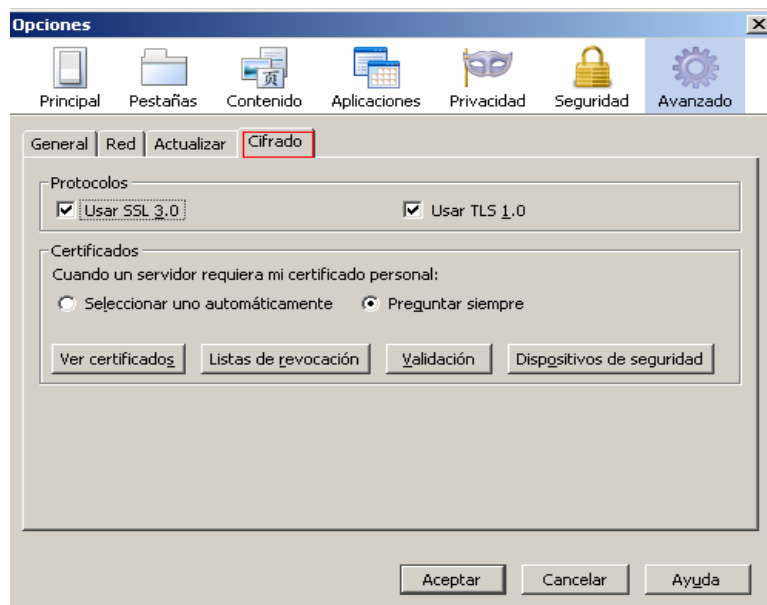 Opciones
Principal Pestañas Contenido Aplicaciones Privacidad Seguridad Avanzado
General Red Actualizar Cifrado
Protocolos
Usar SSL 3.0 Usar TLS 1.0
Certificados
Cuando un servidor requiera mi certificado personal:
Seleccionar uno automáticamente Preguntar siempre
Ver certificados Listas de revocación Validación Dispositivos de seguridad
Aceptar Cancelar Ayuda